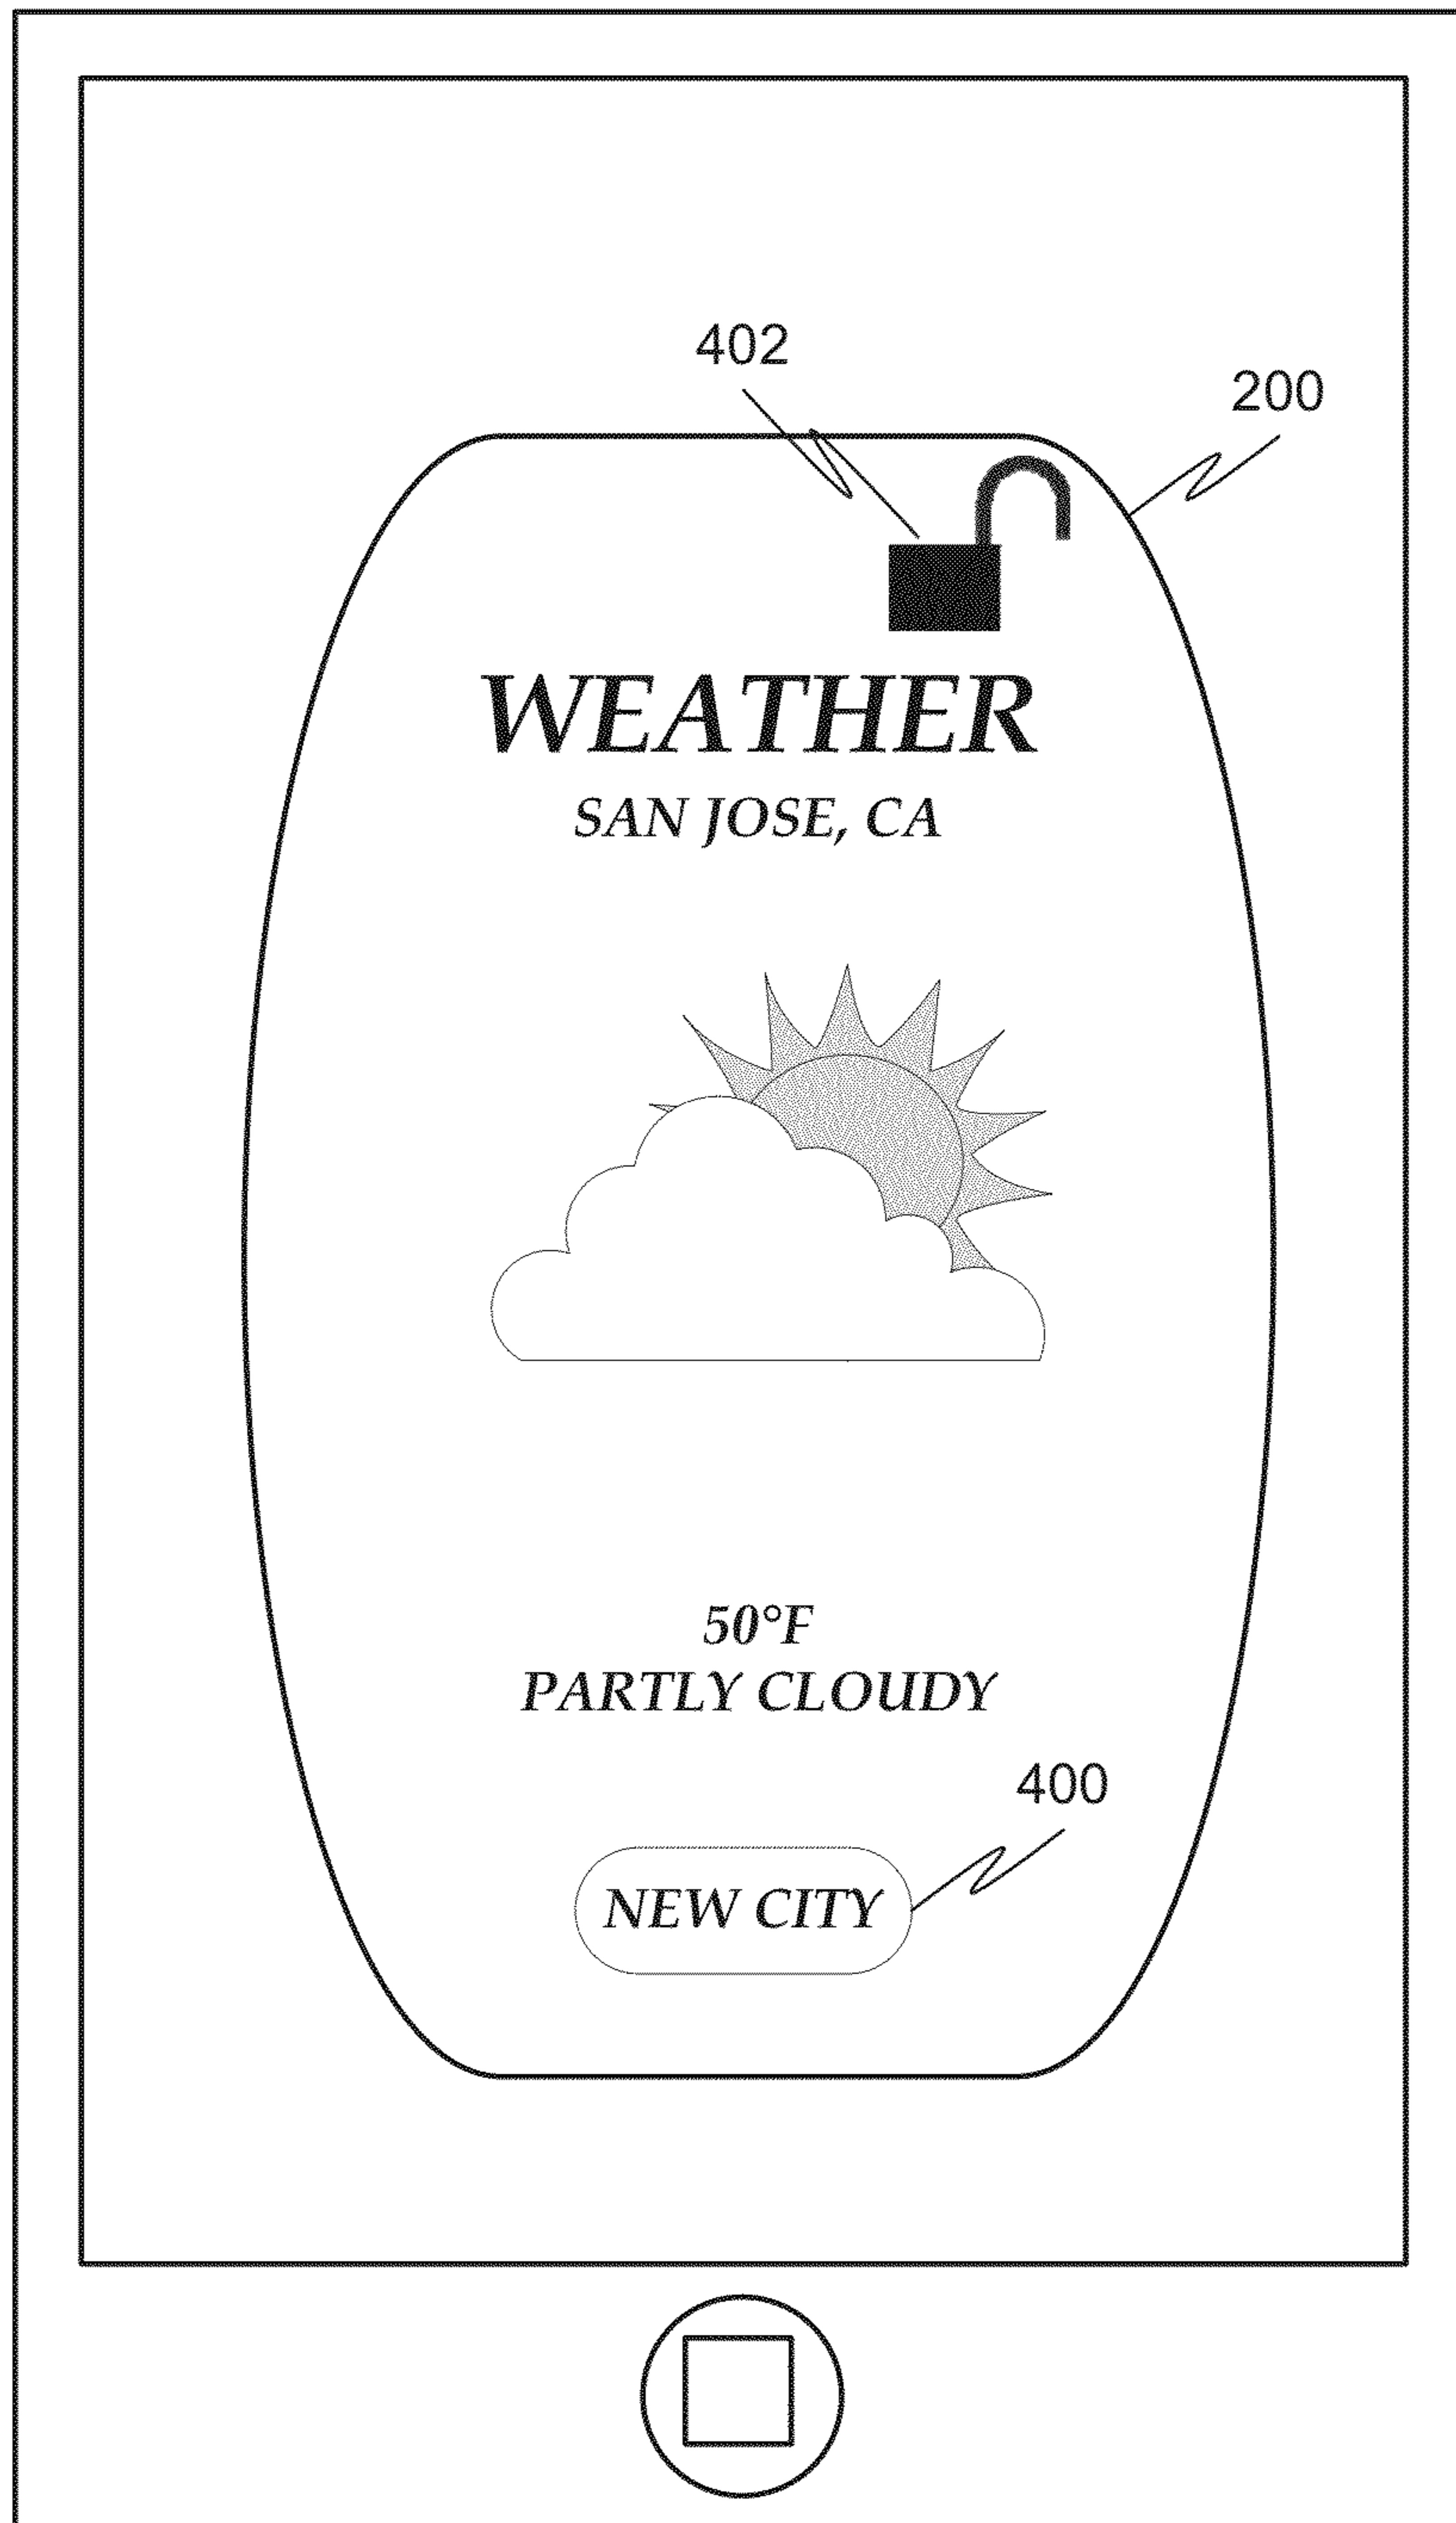 402
200
WEATHER
SAN JOSE, CA
50°F
PARTLY CLOUDY
400
NEW CITY